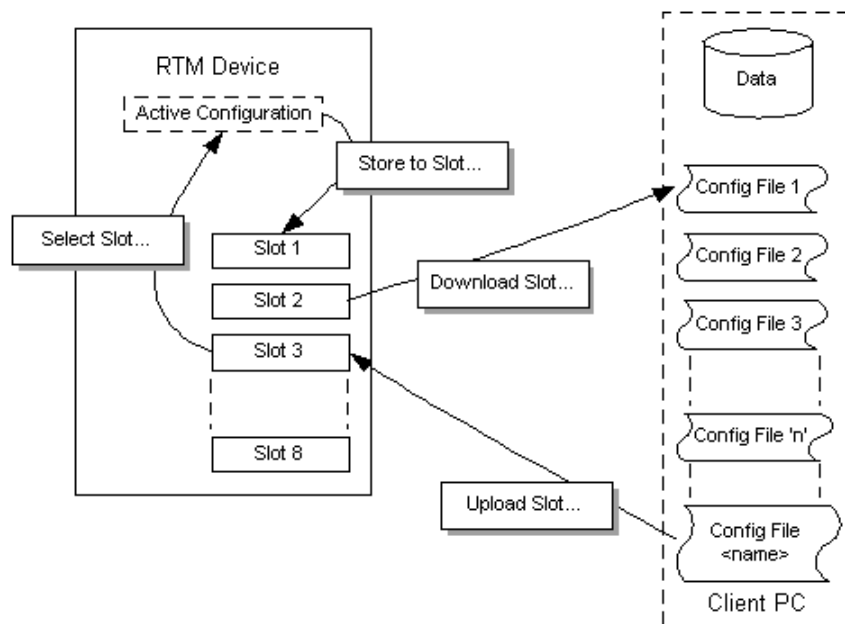 RTM Device
Active Configuration
Store to Slot...
Select Slot...
Slot 1
Slot 2
Slot 3
Slot 8
Download Slot...
Upload Slot...
Data
Config File 1
Config File 2
Config File 3
Config File 'n'
Config File
<name>
Client PC